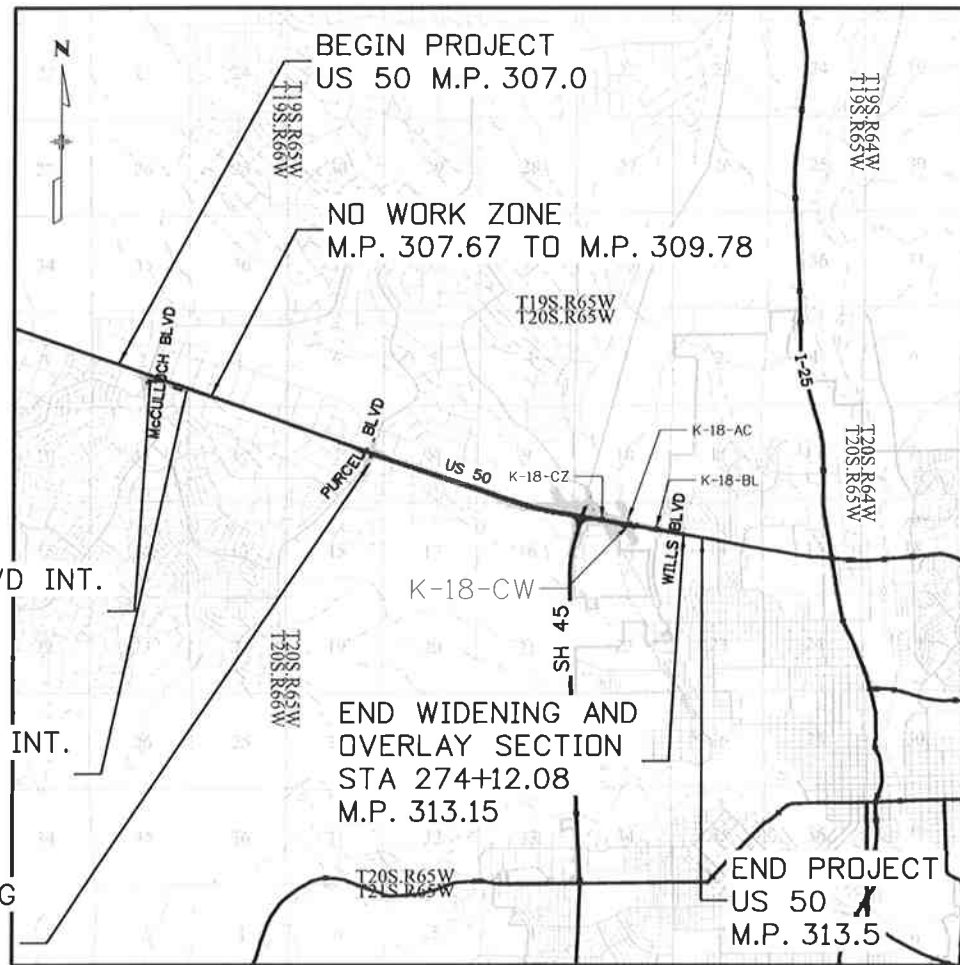 N
BEGIN PROJECT
US 50 M.P. 307.0
T19S.R65W
T19S.R66W
T19S.R64W
T19S.R65W
NO WORK ZONE
M.P. 307.67 TO M.P. 309.78
T19S.R65W
T20S.R65W
McCULLOCH BLVD
I-25
PURCELL BLVD
US 50
K-18-CZ
K-18-AC
K-18-BL
T20S.R64W
T20S.R65W
WILLS BLVD
/D INT.
K-18-CW
SH 45
T20S.R65W
T20S.R66W
INT.
END WIDENING AND
OVERLAY SECTION
STA 274+12.08
M.P. 313.15
T20S.R65W
T21S.R65W
G
END PROJECT
US 50
M.P. 313.5